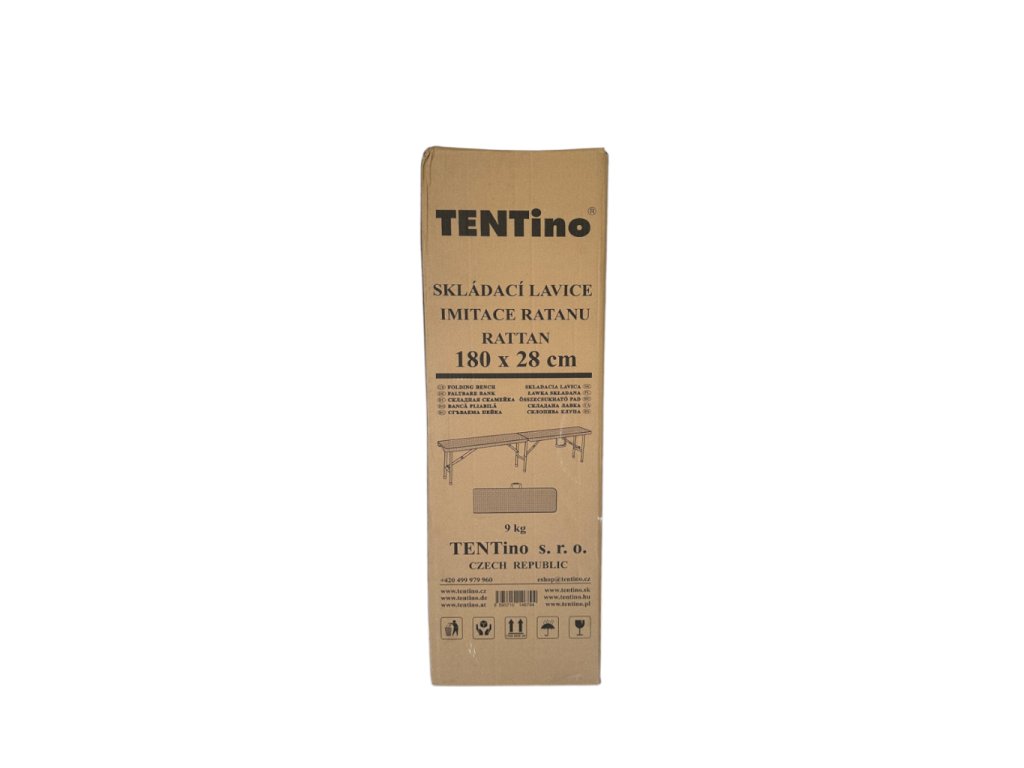 TENTino®
SKLÁDACÍ LAVICE
IMITACE RATANU
RATTAN
180 x 28 cm
FOLDING BENCH SKLADACIA LAVICA
FALTBARE BANK ŁAWKA SKŁADANA
СКЛАДНАЯ СКАМЕЙКА ÖSSZECSUKHATÓ PAD
BANCĂ PLIABILĂ СКЛАДАНА ЛАВКА
СГЪВАЕМА ПЕЙКА СКЛОПИВА КЛУПА
9 kg
TENTino s. r. o.
CZECH REPUBLIC
+420 499 979 960 eshop@tentino.cz
www.tentino.cz www.tentino.sk
www.tentino.de www.tentino.hu
www.tentino.at www.tentino.pl